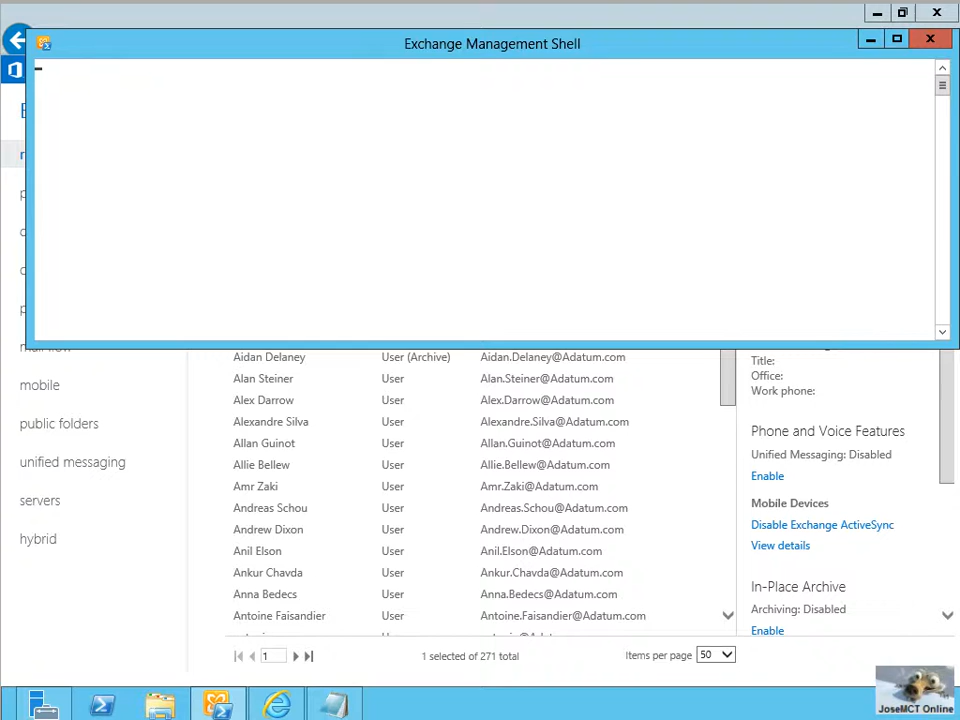 Exchange Management Shell
mobile
public folders
unified messaging
servers
hybrid
Aidan Delaney User (Archive) Aidan.Delaney@Adatum.com
Alan Steiner User Alan.Steiner@Adatum.com
Alex Darrow User Alex.Darrow@Adatum.com
Alexandre Silva User Alexandre.Silva@Adatum.com
Allan Guinot User Allan.Guinot@Adatum.com
Allie Bellew User Allie.Bellew@Adatum.com
Amr Zaki User Amr.Zaki@Adatum.com
Andreas Schou User Andreas.Schou@Adatum.com
Andrew Dixon User Andrew.Dixon@Adatum.com
Anil Elson User Anil.Elson@Adatum.com
Ankur Chavda User Ankur.Chavda@Adatum.com
Anna Bedecs User Anna.Bedecs@Adatum.com
Antoine Faisandier User Antoine.Faisandier@Adatum.com
1
1 selected of 271 total
Items per page 50
Title:
Office:
Work phone:
Phone and Voice Features
Unified Messaging: Disabled
Enable
Mobile Devices
Disable Exchange ActiveSync
View details
In-Place Archive
Archiving: Disabled
Enable
JoseMCT Online